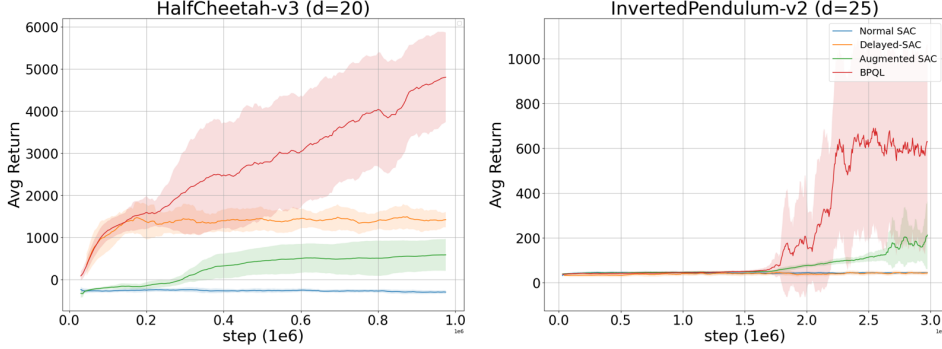 HalfCheetah-v3 (d=20)
6000
5000
4000
3000
2000
1000
0
Avg Return
0.0 0.2 0.4 0.6 0.8 1.0
1e6
step (1e6)
InvertedPendulum-v2 (d=25)
Normal SAC
Delayed-SAC
Augmented SAC
BPQL
1000
800
600
400
200
0
Avg Return
0.0 0.5 1.0 1.5 2.0 2.5 3.0
step (1e6)